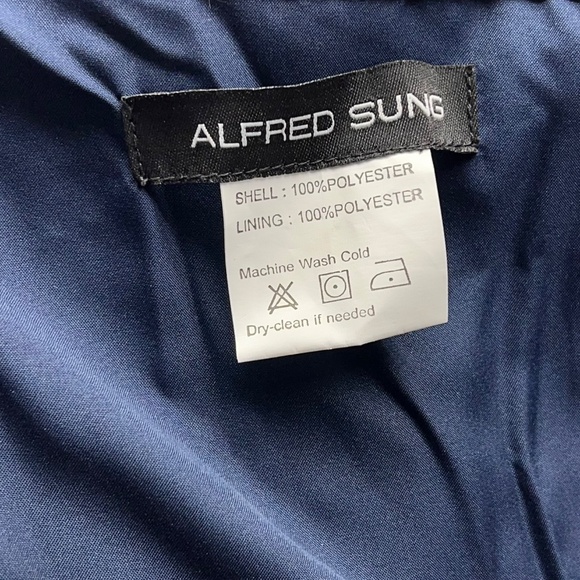 ALFRED SUNG
SHELL : 100%POLYESTER
LINING : 100%POLYESTER
Machine Wash Cold
Dry-clean if needed